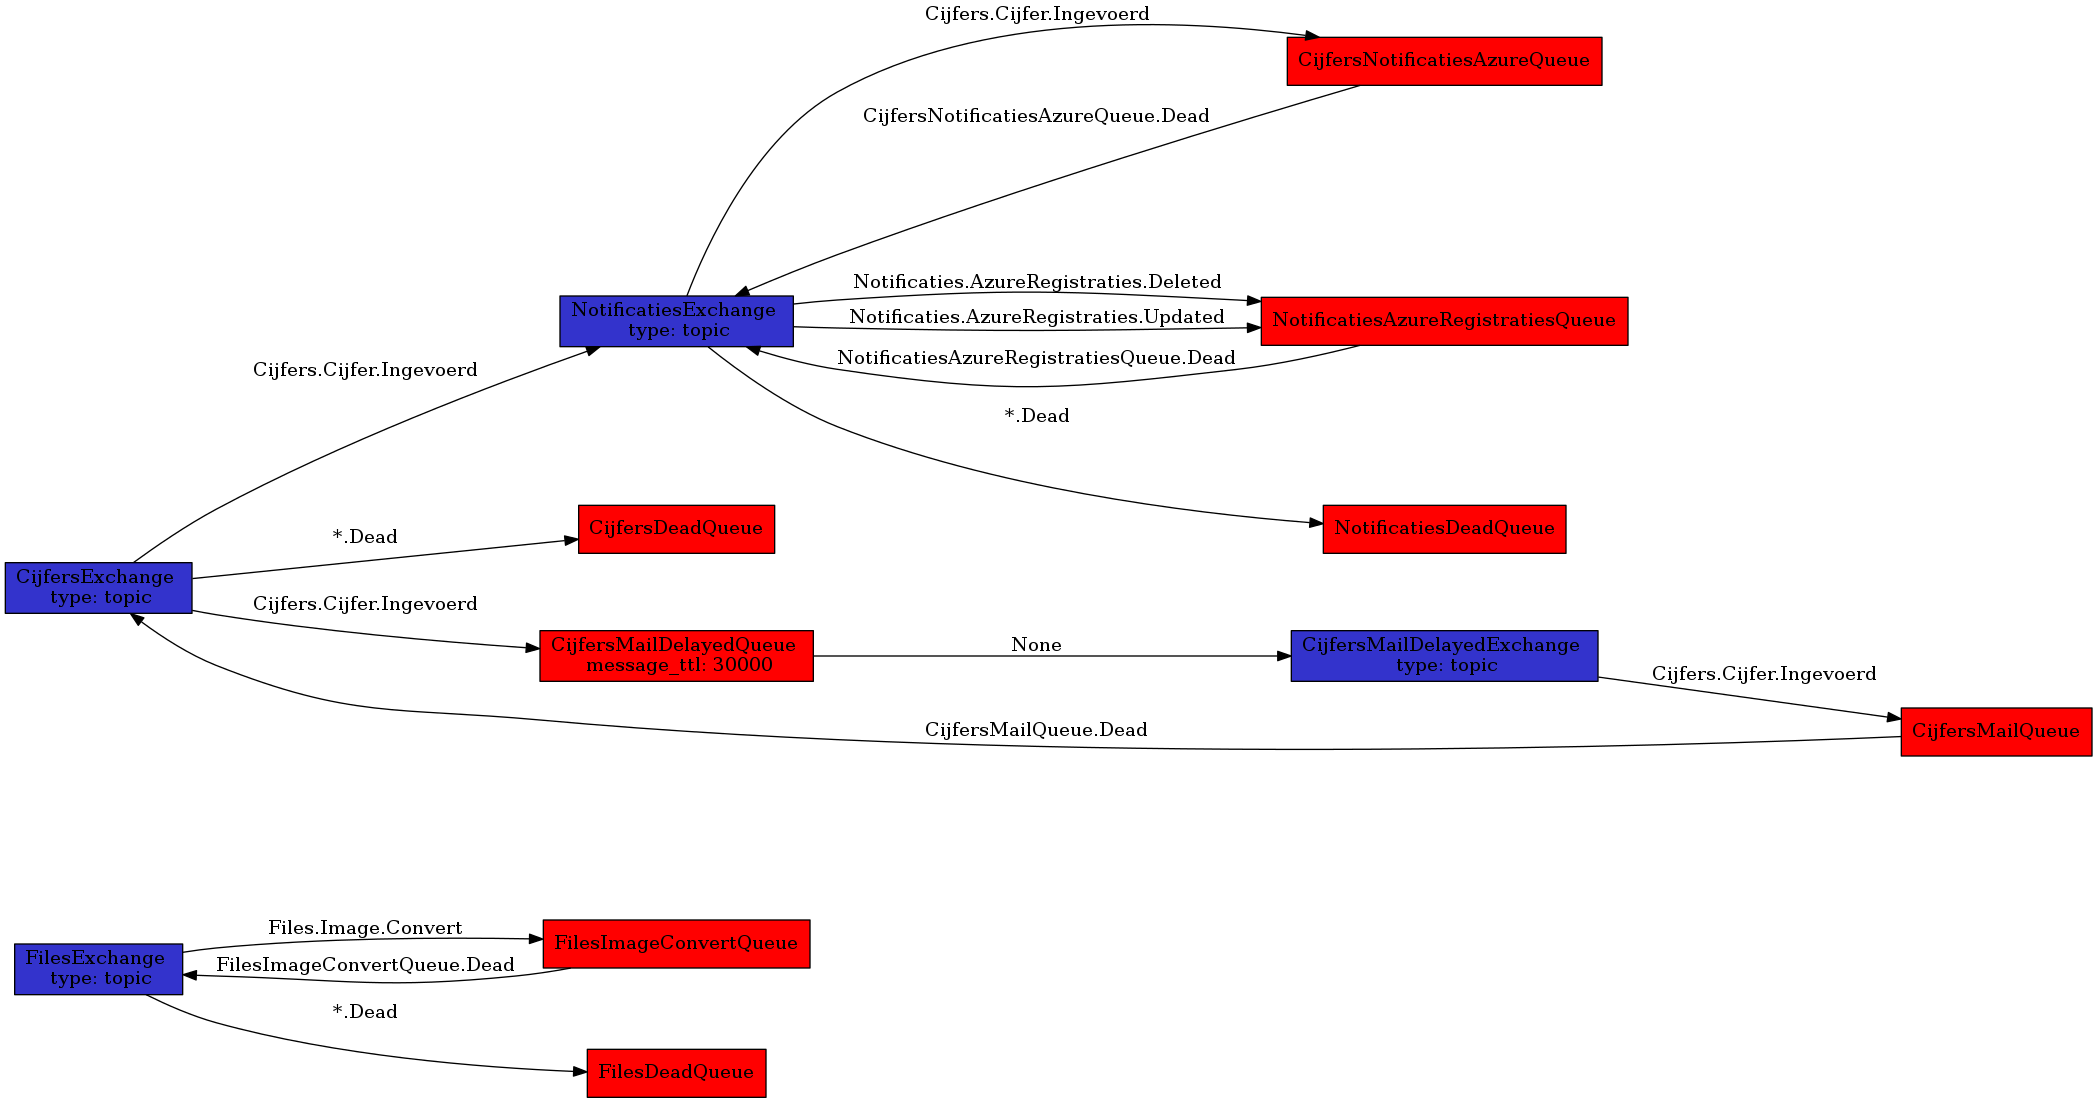 Cijfers.Cijfer.Ingevoerd
CijfersNotificatiesAzureQueue
CijfersNotificatiesAzureQueue.Dead
Notificaties.AzureRegistraties.Deleted
NotificatiesExchange
type: topic
Notificaties.AzureRegistraties.Updated
NotificatiesAzureRegistratiesQueue
NotificatiesAzureRegistratiesQueue.Dead
Cijfers.Cijfer.Ingevoerd
*.Dead
CijfersDeadQueue
NotificatiesDeadQueue
*.Dead
CijfersExchange
type: topic
Cijfers.Cijfer.Ingevoerd
CijfersMailDelayedQueue
message_ttl: 30000
None
CijfersMailDelayedExchange
type: topic
Cijfers.Cijfer.Ingevoerd
CijfersMailQueue.Dead
CijfersMailQueue
Files.Image.Convert
FilesImageConvertQueue
FilesExchange
type: topic
FilesImageConvertQueue.Dead
*.Dead
FilesDeadQueue